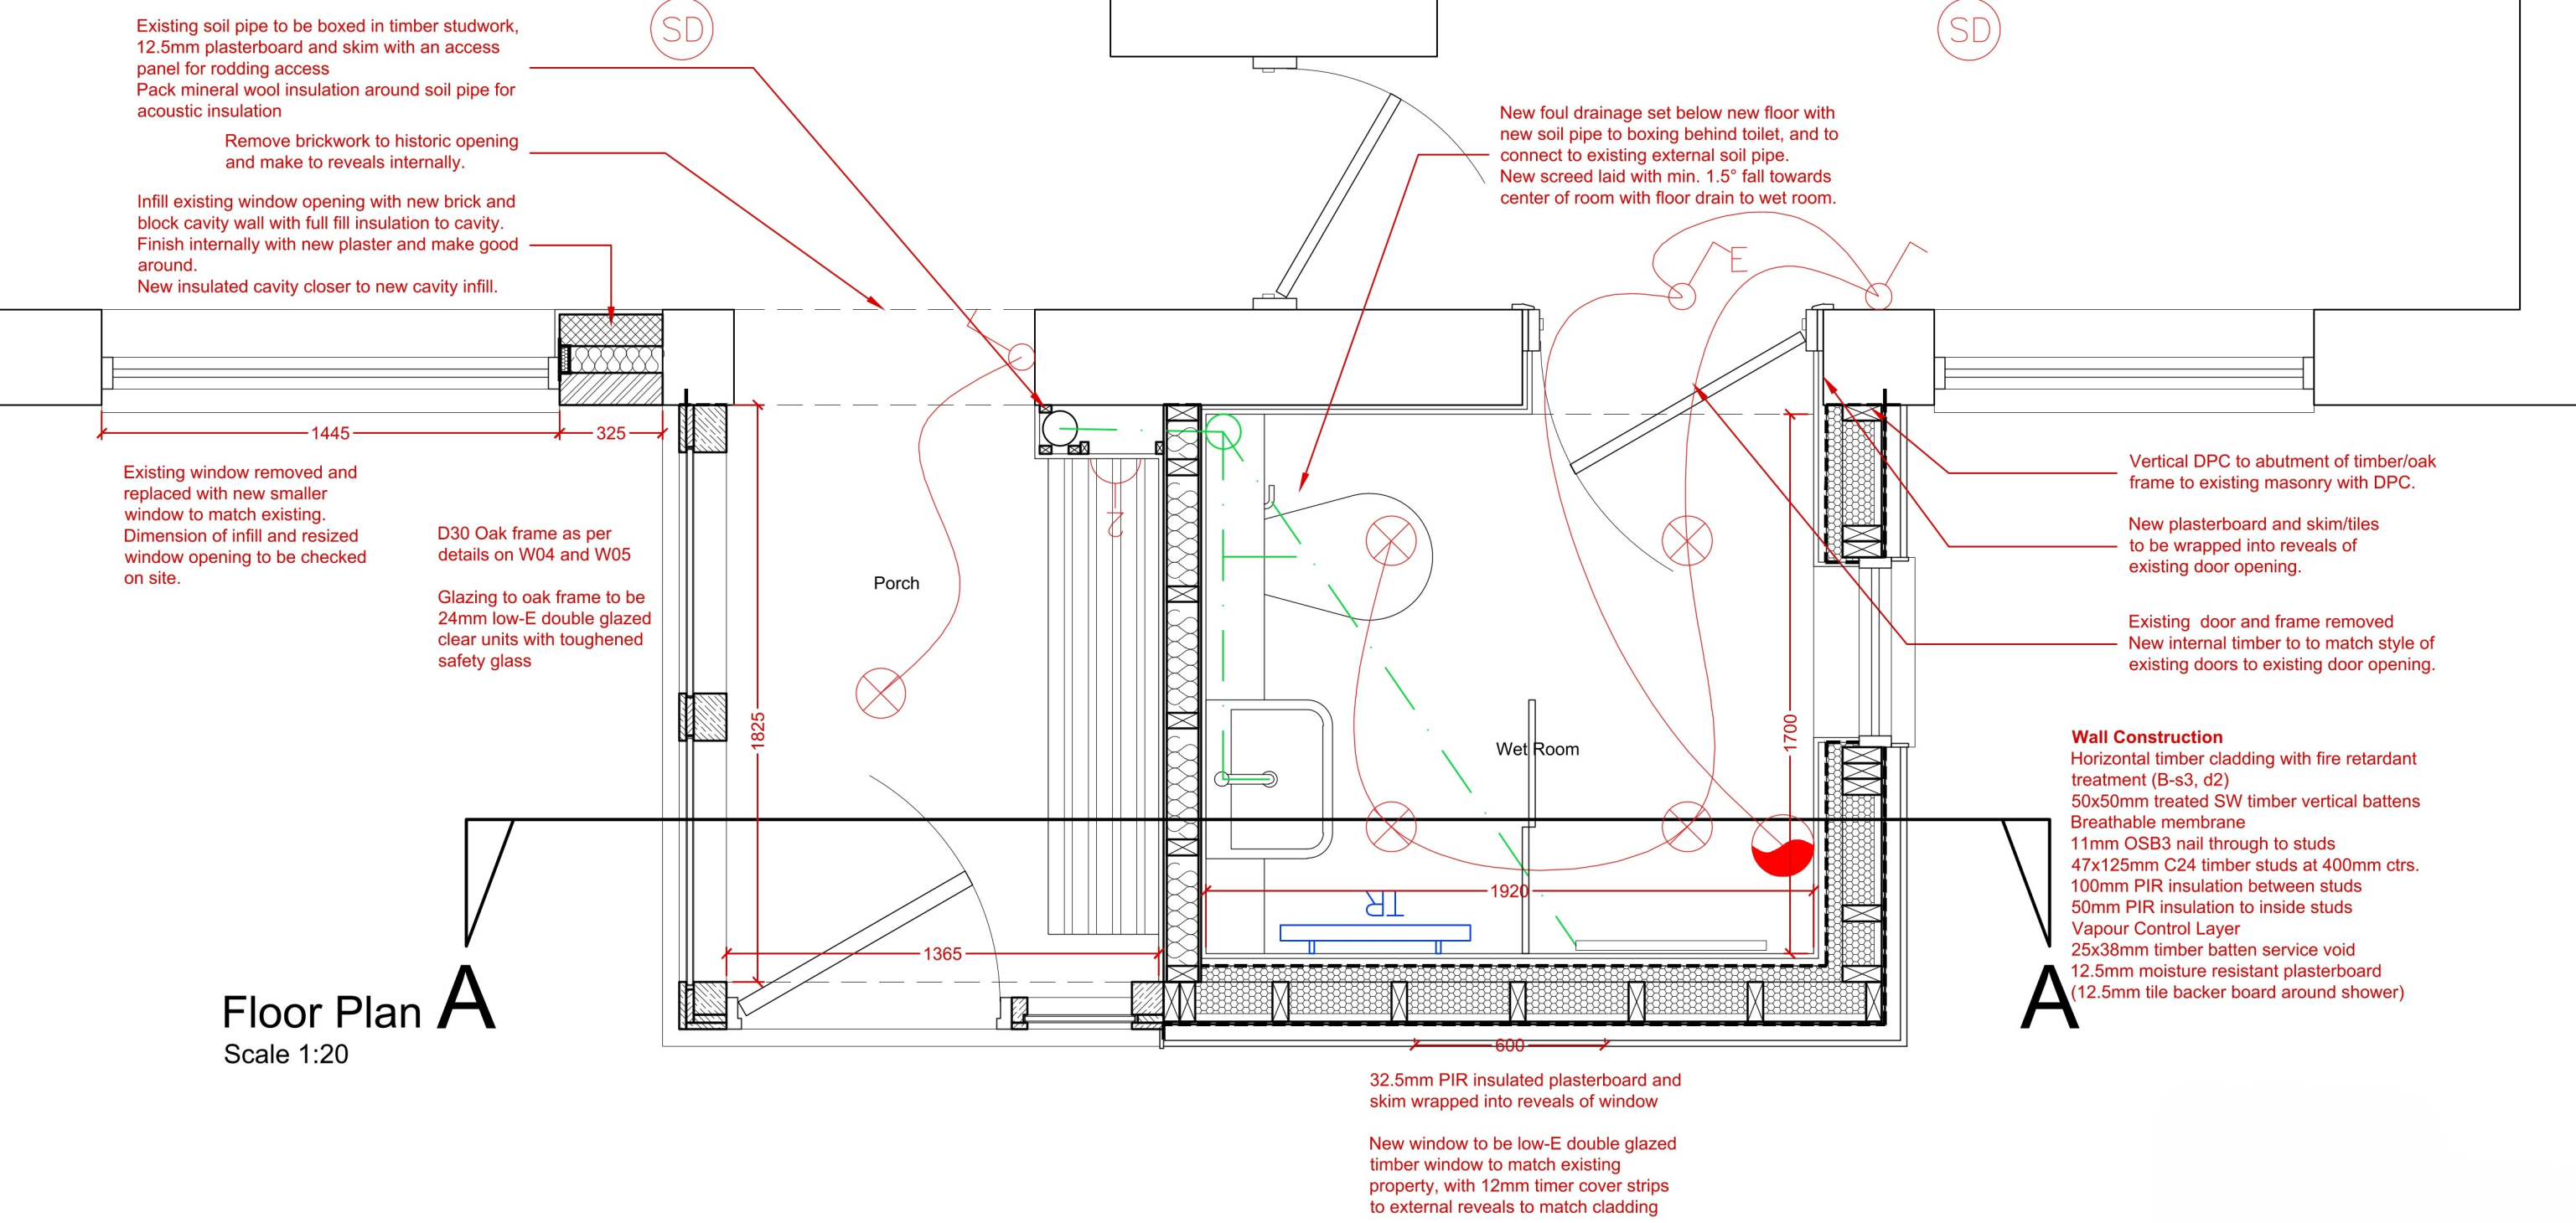 SD
SD
Existing soil pipe to be boxed in timber studwork,
12.5mm plasterboard and skim with an access
panel for rodding access
Pack mineral wool insulation around soil pipe for
acoustic insulation
Remove brickwork to historic opening
and make to reveals internally.
Infill existing window opening with new brick and
block cavity wall with full fill insulation to cavity.
Finish internally with new plaster and make good
around.
New insulated cavity closer to new cavity infill.
New foul drainage set below new floor with
new soil pipe to boxing behind toilet, and to
connect to existing external soil pipe.
New screed laid with min. 1.5° fall towards
center of room with floor drain to wet room.
E
1445
325
Existing window removed and
replaced with new smaller
window to match existing.
Dimension of infill and resized
window opening to be checked
on site.
D30 Oak frame as per
details on W04 and W05
Glazing to oak frame to be
24mm low-E double glazed
clear units with toughened
safety glass
Porch
2
1825
1365
Wet Room
1700
1920
TR
600
Vertical DPC to abutment of timber/oak
frame to existing masonry with DPC.
New plasterboard and skim/tiles
to be wrapped into reveals of
existing door opening.
Existing  door and frame removed
New internal timber to to match style of
existing doors to existing door opening.
Wall Construction
Horizontal timber cladding with fire retardant
treatment (B-s3, d2)
50x50mm treated SW timber vertical battens
Breathable membrane
11mm OSB3 nail through to studs
47x125mm C24 timber studs at 400mm ctrs.
100mm PIR insulation between studs
50mm PIR insulation to inside studs
Vapour Control Layer
25x38mm timber batten service void
12.5mm moisture resistant plasterboard
(12.5mm tile backer board around shower)
A
A
Floor Plan
Scale 1:20
32.5mm PIR insulated plasterboard and
skim wrapped into reveals of window
New window to be low-E double glazed
timber window to match existing
property, with 12mm timer cover strips
to external reveals to match cladding